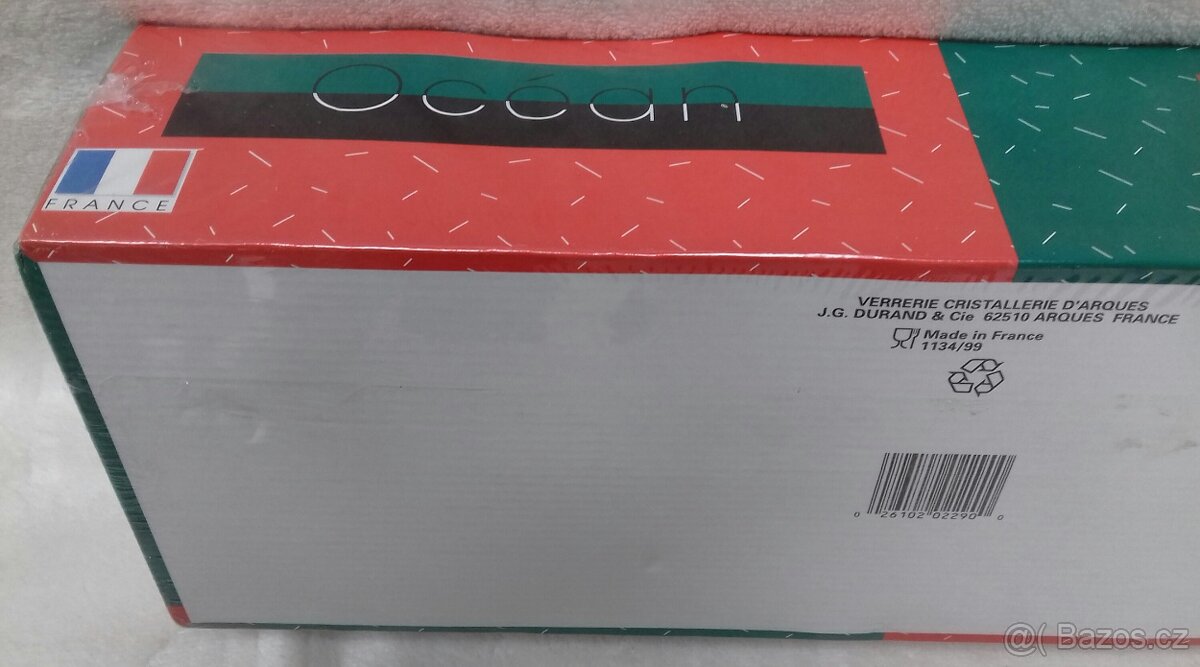 Océan
FRANCE
VERRERIE CRISTALLERIE D'ARQUES
J.G. DURAND & Cie 62510 ARQUES FRANCE
Made in France
1134/99
0 26102 02290 0
@( Bazos.cz